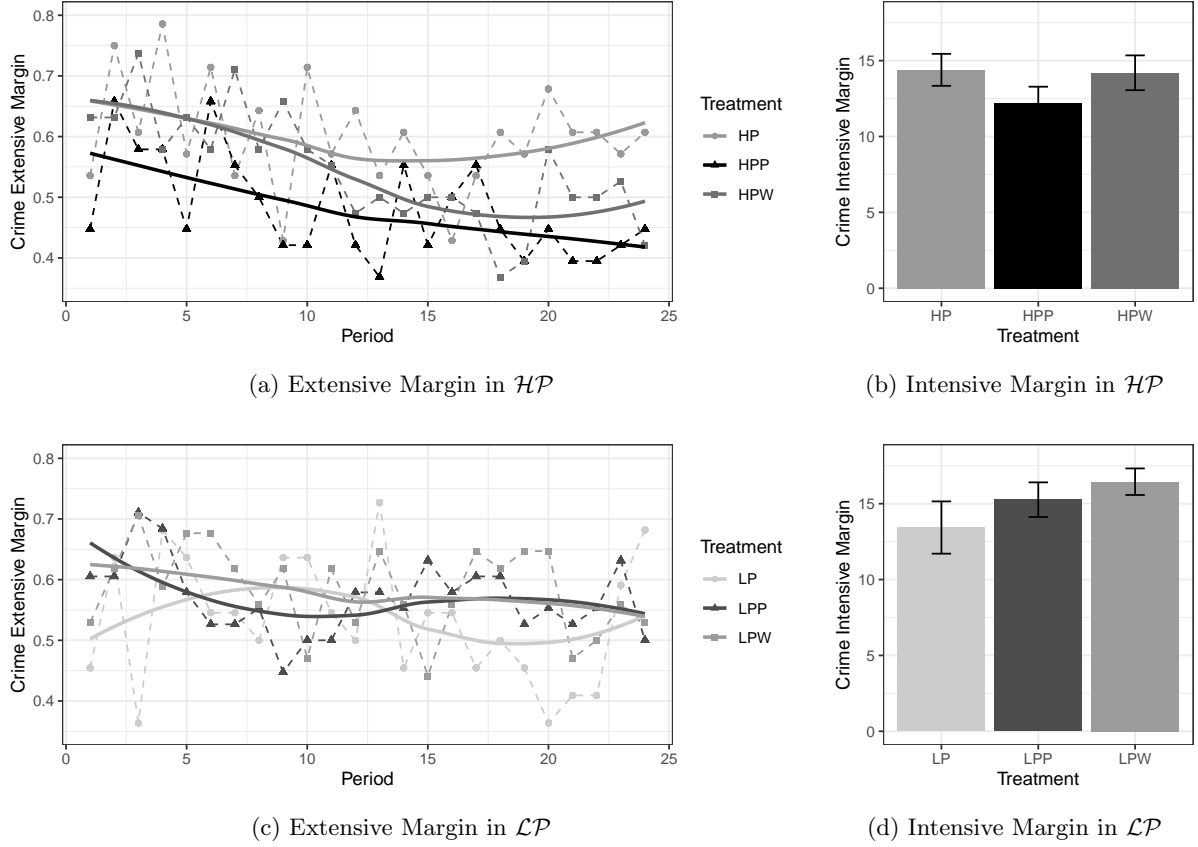 0.8
0.7
0.6
0.5
0.4
Crime Extensive Margin
0 5 10 15 20 25
Period
Treatment
HP
HPP
HPW
15
10
5
0
Crime Intensive Margin
HP HPP HPW
Treatment
(a) Extensive Margin in ℋ𝒫
(b) Intensive Margin in ℋ𝒫
0.8
0.7
0.6
0.5
0.4
Crime Extensive Margin
0 5 10 15 20 25
Period
Treatment
LP
LPP
LPW
15
10
5
0
Crime Intensive Margin
LP LPP LPW
Treatment
(c) Extensive Margin in ℒ𝒫
(d) Intensive Margin in ℒ𝒫